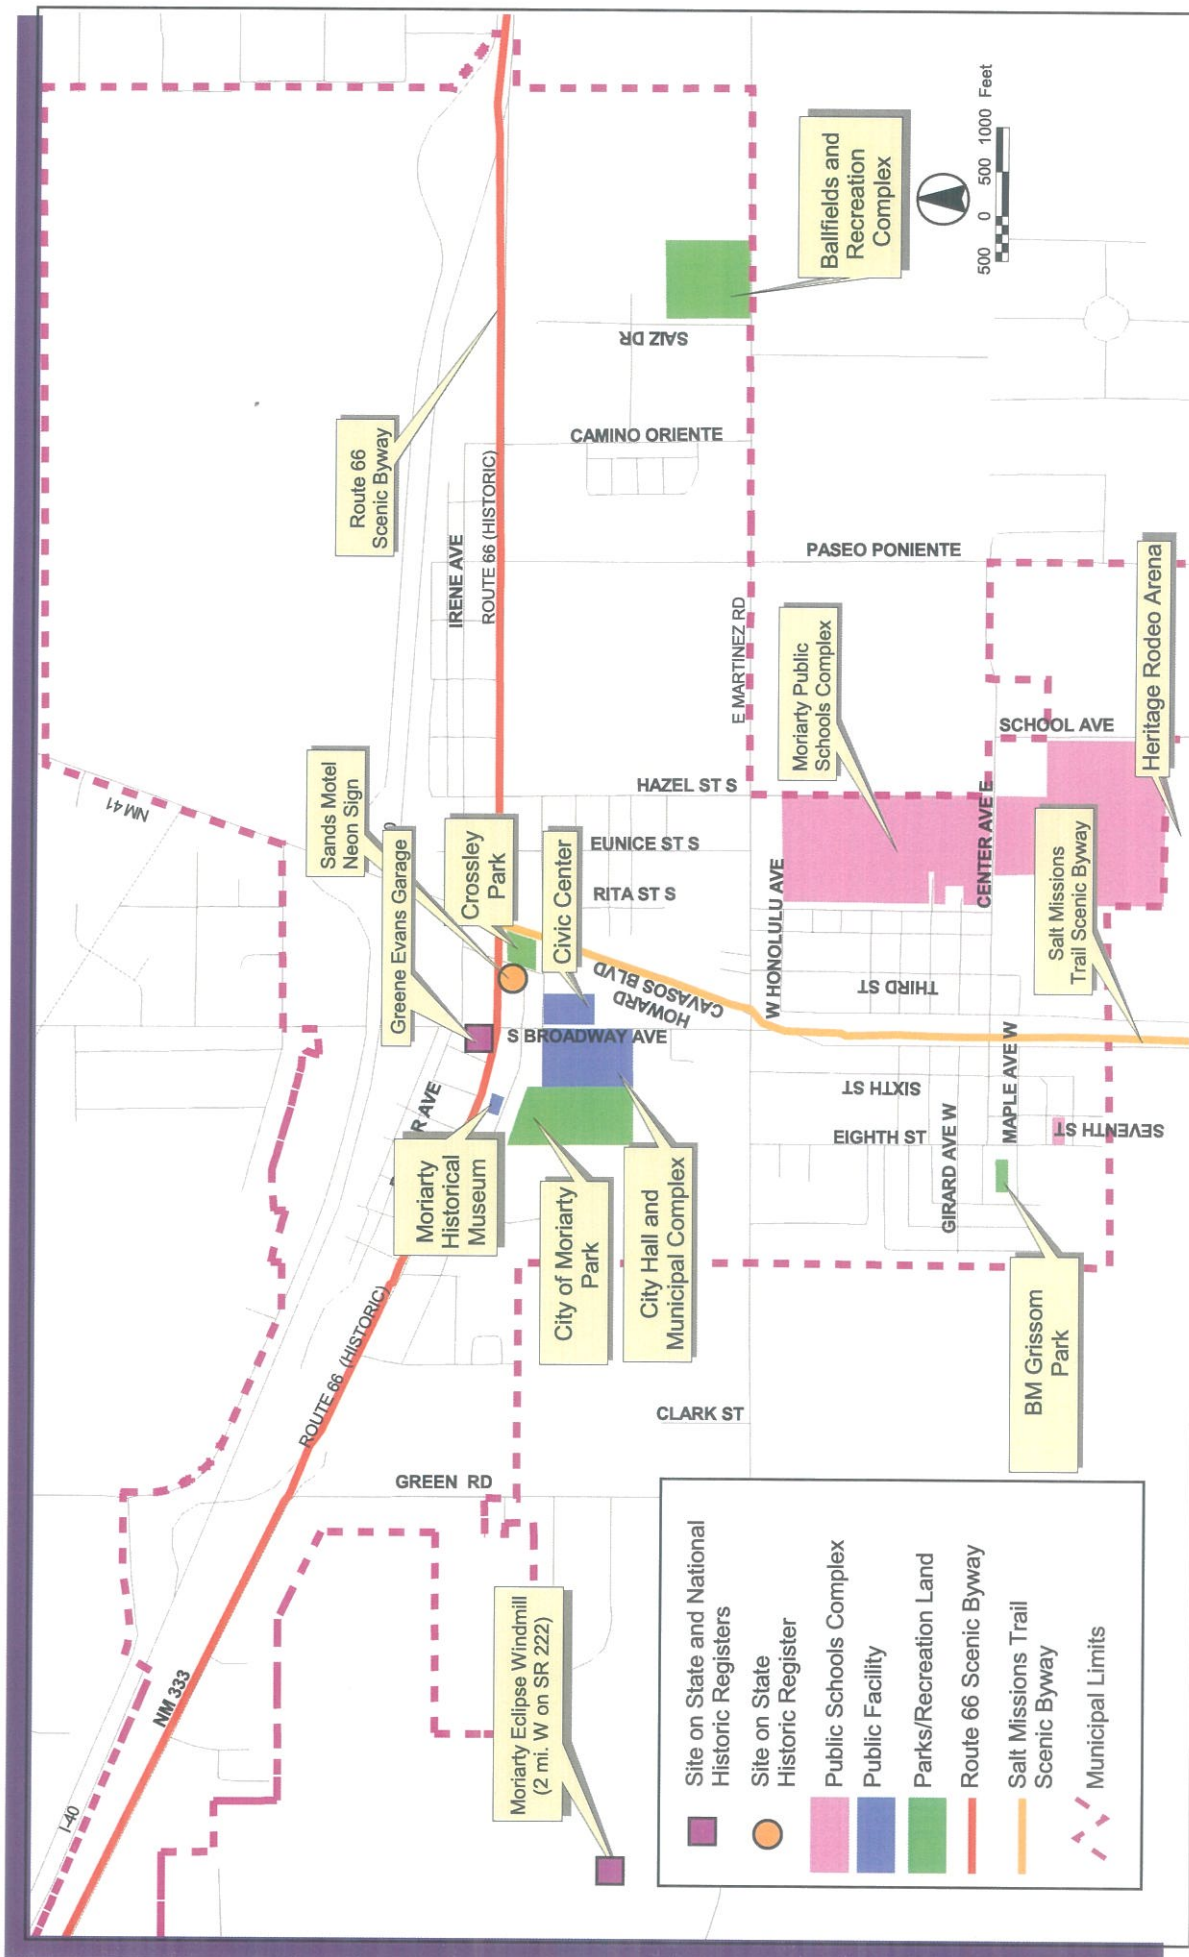 I-40
NM 333
NM 41
ROUTE 66 (HISTORIC)
GREEN RD
Route 66
Scenic Byway
Sands Motel
Neon Sign
Greene Evans Garage
Crossley
Park
Civic Center
IRENE AVE
ROUTE 66 (HISTORIC)
Moriarty
Historical
Museum
City of Moriarty
Park
City Hall and
Municipal Complex
S BROADWAY AVE
HOWARD
CAVASOS BLVD
RITA ST S
EUNICE ST S
HAZEL ST S
CAMINO ORIENTE
SAIZ DR
CLARK ST
E MARTINEZ RD
W HONOLULU AVE
Moriarty Public
Schools Complex
PASEO PONIENTE
Ballfields and
Recreation
Complex
500 0 500 1000 Feet
THIRD ST
SIXTH ST
EIGHTH ST
GIRARD AVE W
MAPLE AVE W
SEVENTH ST
CENTER AVE E
SCHOOL AVE
BM Grissom
Park
Salt Missions
Trail Scenic Byway
Heritage Rodeo Arena
Moriarty Eclipse Windmill
(2 mi. W on SR 222)
Site on State and National
Historic Registers
Site on State
Historic Register
Public Schools Complex
Public Facility
Parks/Recreation Land
Route 66 Scenic Byway
Salt Missions Trail
Scenic Byway
Municipal Limits